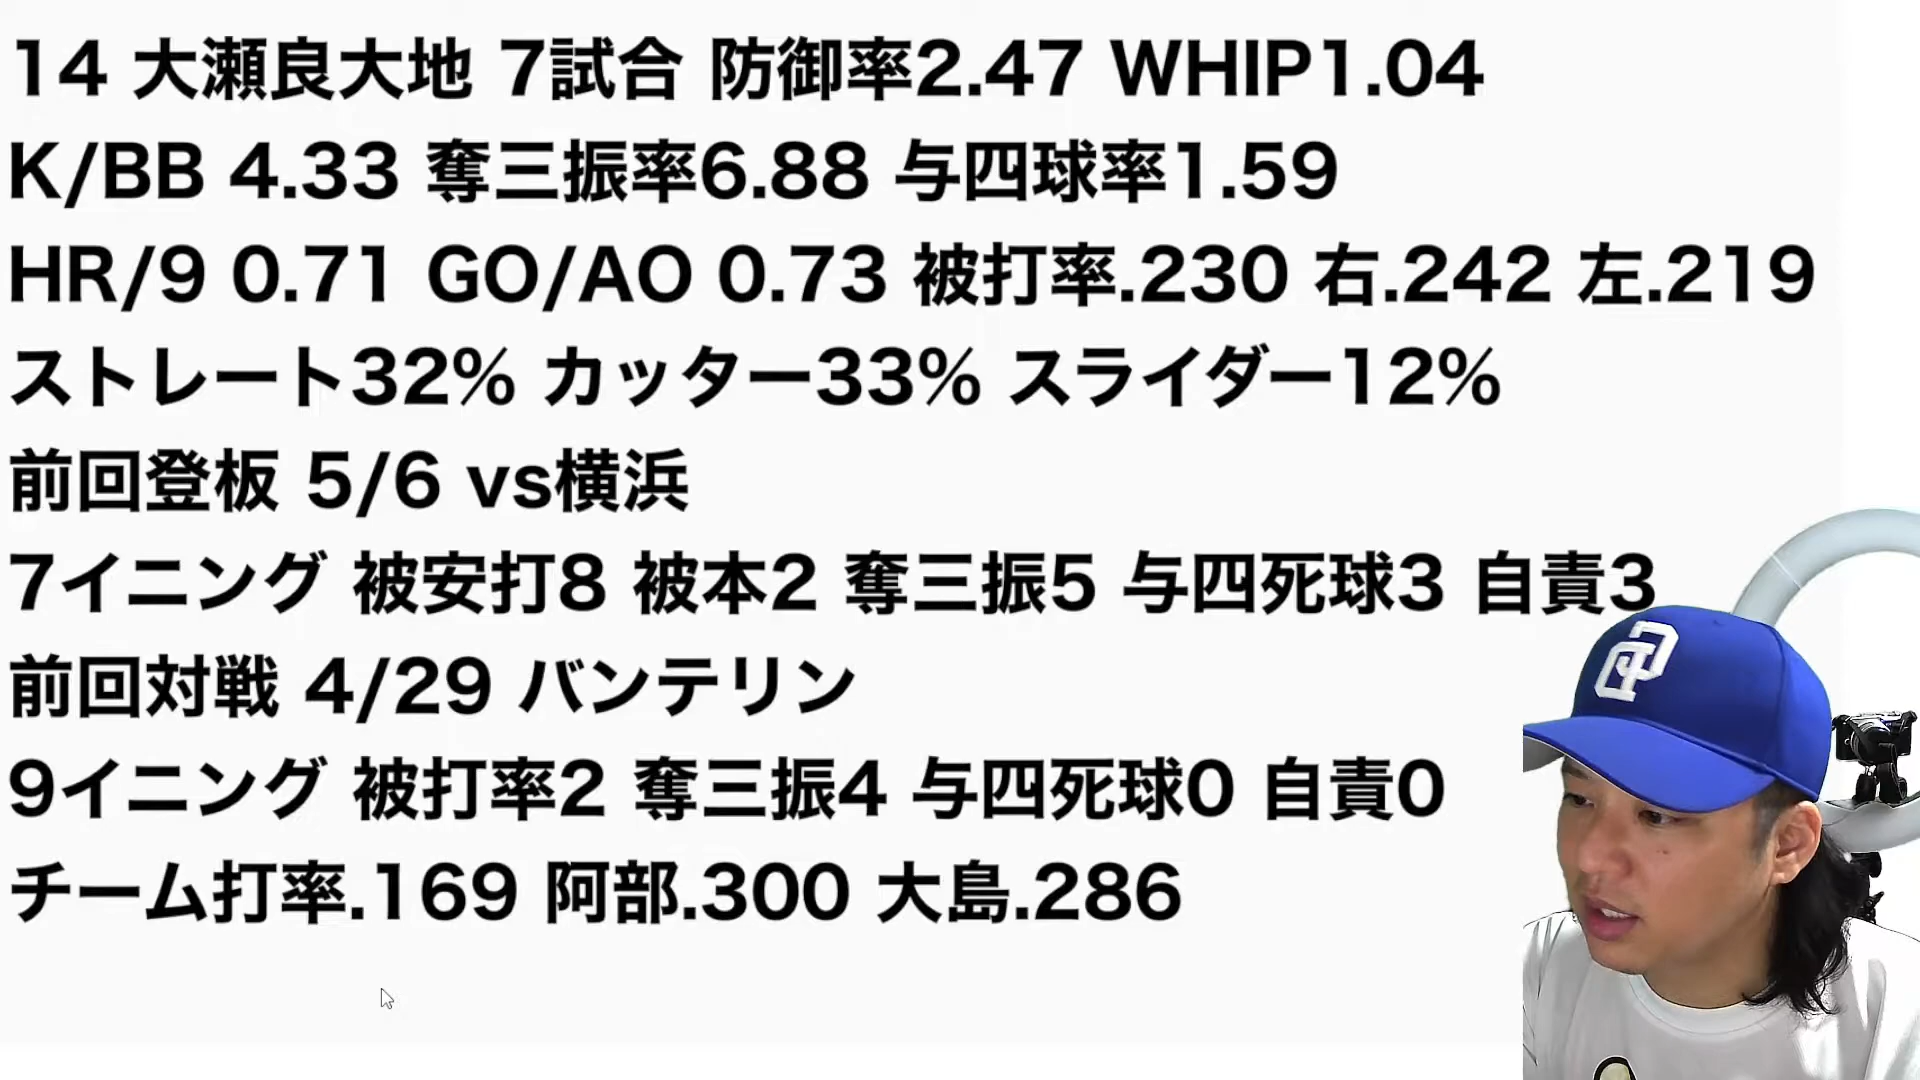 14 大瀬良大地 7試合 防御率2.47 WHIP1.04
K/BB 4.33 奪三振率6.88 与四球率1.59
HR/9 0.71 GO/AO 0.73 被打率.230 右.242 左.219
ストレート32% カッター33% スライダー12%
前回登板 5/6 vs横浜
7イニング 被安打8 被本2 奪三振5 与四死球3 自責3
前回対戦 4/29 バンテリン
9イニング 被打率2 奪三振4 与四死球0 自責0
チーム打率.169 阿部.300 大島.286